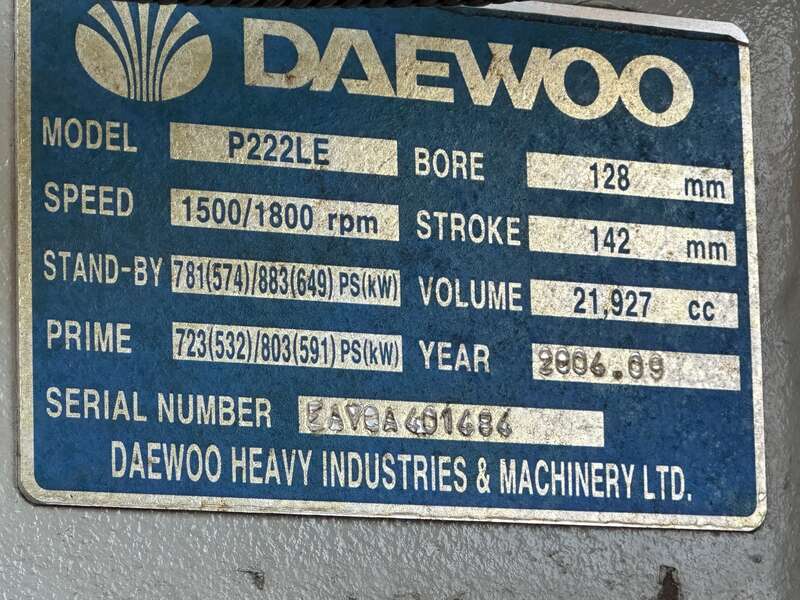 DAEWOO
MODEL P222LE BORE 128 mm
SPEED 1500/1800 rpm STROKE 142 mm
STAND-BY 781(574)/883(649) PS(kW) VOLUME 21,927 cc
PRIME 723(532)/803(591) PS(kW) YEAR 2006.09
SERIAL NUMBER EAYOA401484
DAEWOO HEAVY INDUSTRIES & MACHINERY LTD.